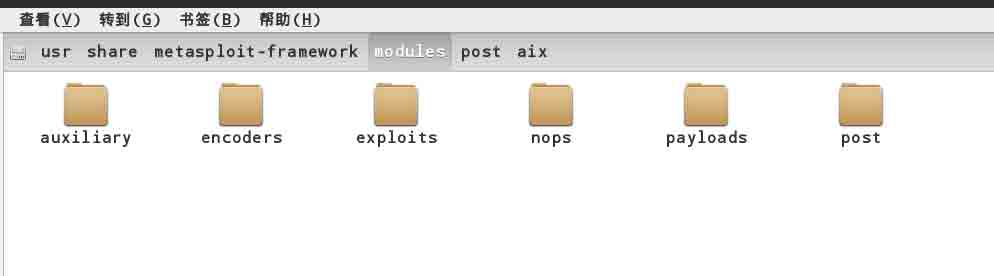 查看(V) 转到(G) 书签(B) 帮助(H)
usr share metasploit-framework modules post aix
auxiliary encoders exploits nops payloads post